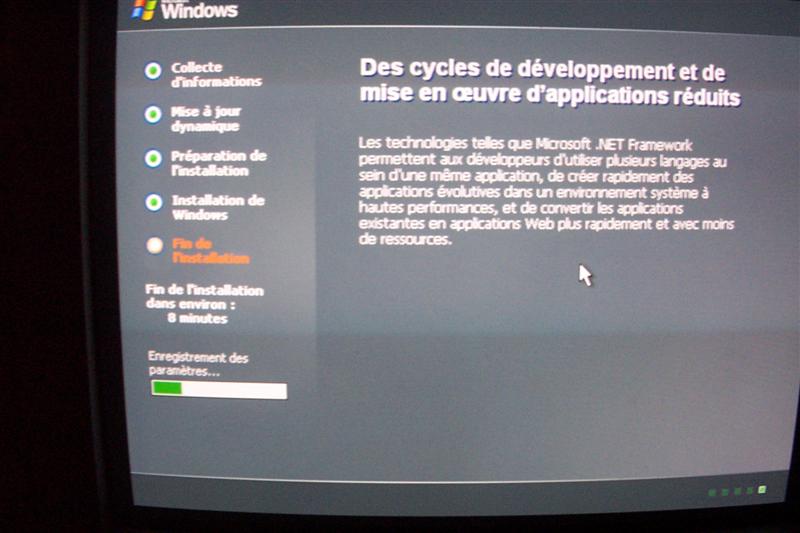 Windows
Collecte
d'informations
Mise à jour
dynamique
Préparation de
l'installation
Installation de
Windows
Fin de
l'installation
Fin de l'installation
dans environ :
8 minutes
Enregistrement des
paramètres...
Des cycles de développement et de
mise en œuvre d'applications réduits
Les technologies telles que Microsoft .NET Framework
permettent aux développeurs d'utiliser plusieurs langages au
sein d'une même application, de créer rapidement des
applications évolutives dans un environnement système à
hautes performances, et de convertir les applications
existantes en applications Web plus rapidement et avec moins
de ressources.